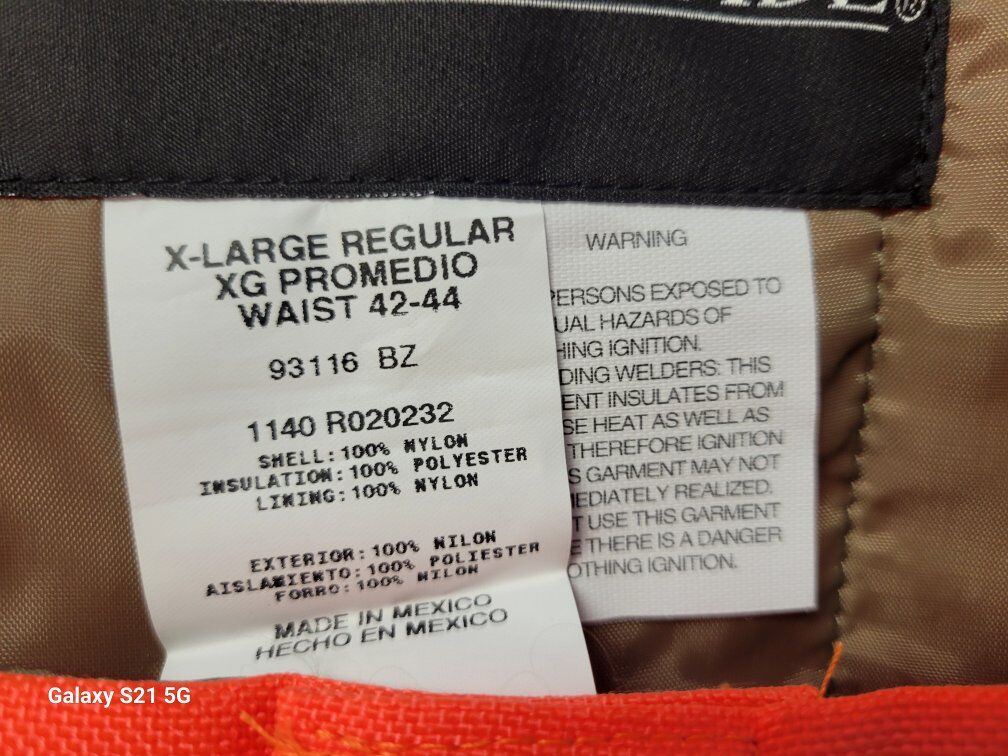 X-LARGE REGULAR
XG PROMEDIO
WAIST 42-44
93116 BZ
1140 R020232
SHELL: 100% NYLON
INSULATION: 100% POLYESTER
LINING: 100% NYLON
EXTERIOR: 100% NILON
AISLAMIENTO: 100% POLIESTER
FORRO: 100% NILON
MADE IN MEXICO
HECHO EN MEXICO
WARNING
PERSONS EXPOSED TO
UAL HAZARDS OF
HING IGNITION.
DING WELDERS: THIS
ENT INSULATES FROM
SE HEAT AS WELL AS
THEREFORE IGNITION
S GARMENT MAY NOT
MEDIATELY REALIZED.
T USE THIS GARMENT
E THERE IS A DANGER
OTHING IGNITION.
Galaxy S21 5G